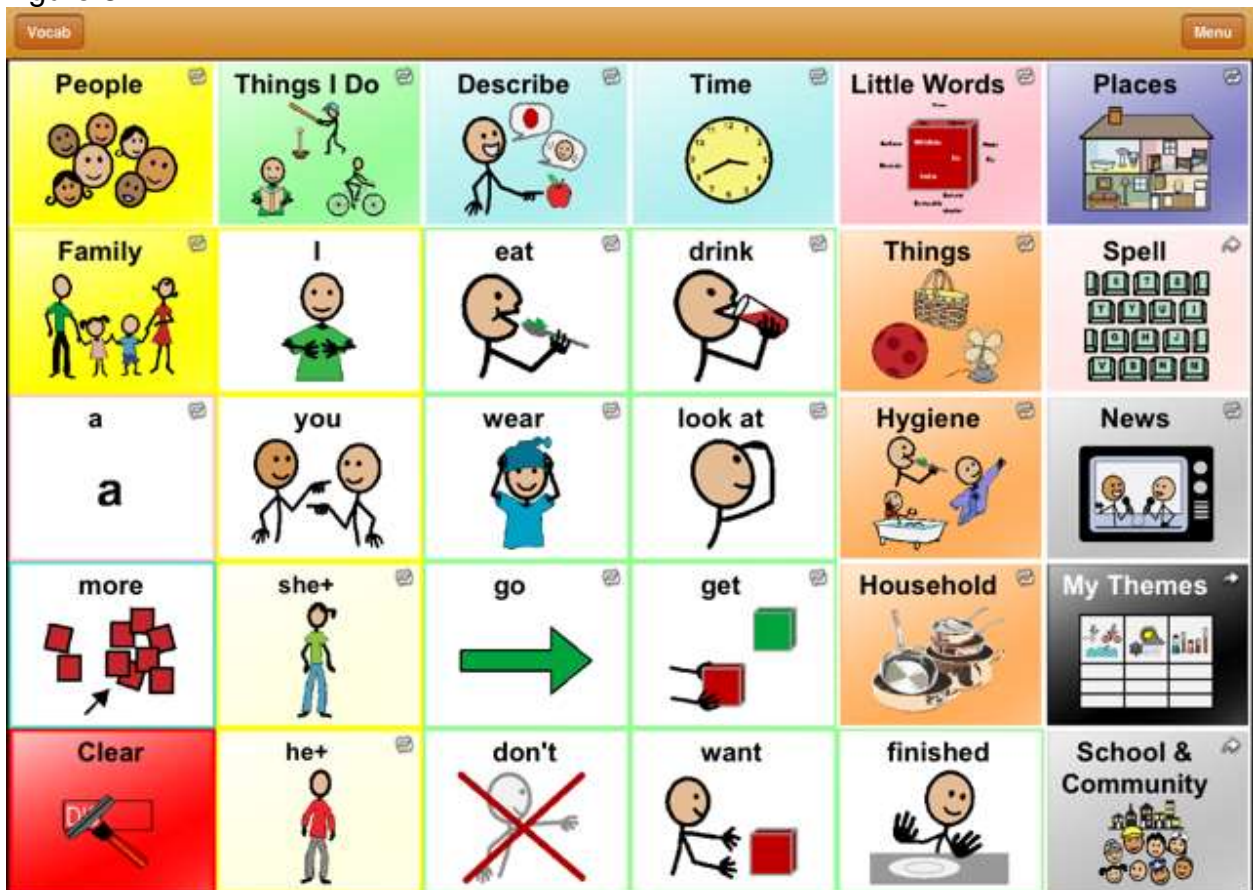 Vocab
Menu
People
Things I Do
Describe
Time
Little Words
Places
Family
I
eat
drink
Things
Spell
a
a
you
wear
look at
Hygiene
News
more
she+
go
get
Household
My Themes
Clear
he+
don't
want
finished
School &
Community